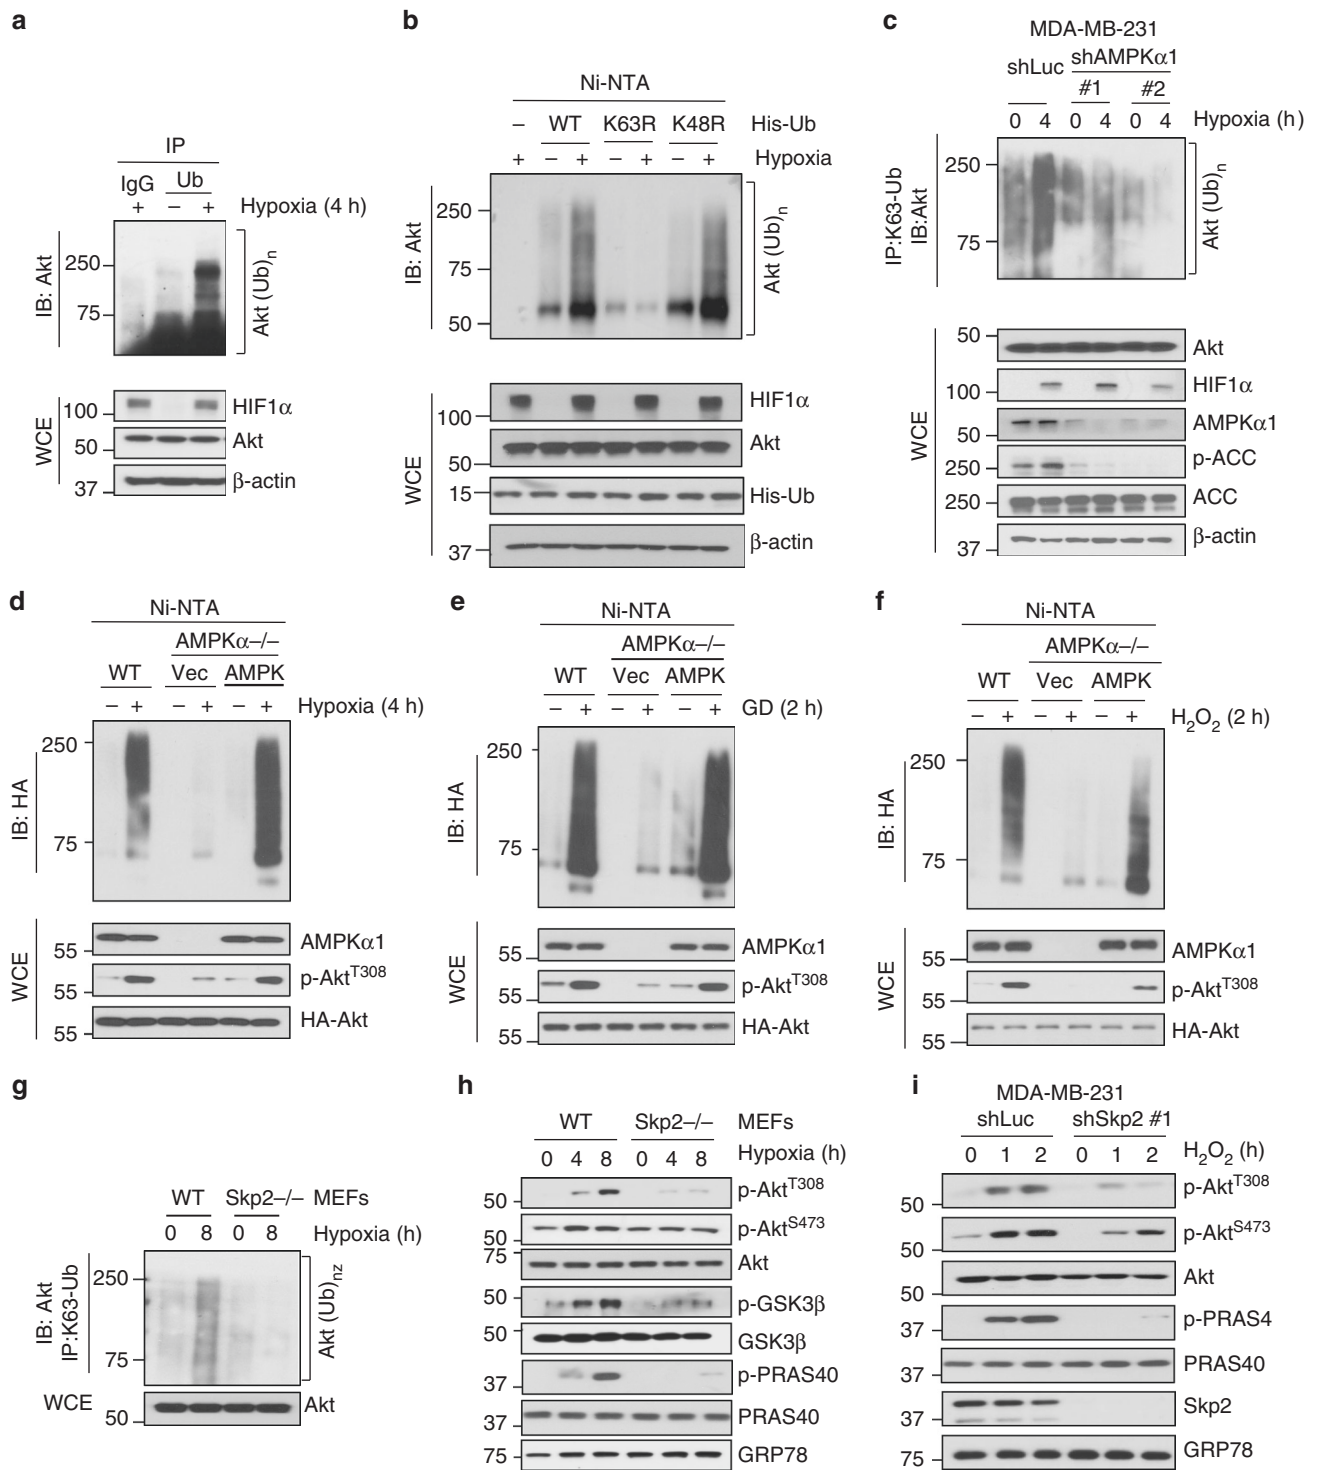 a
IP
IgG Ub
+ − + Hypoxia (4 h)
IB: Akt
250
75
Akt (Ub)n
WCE
100
HIF1α
50
Akt
37
β-actin
b
Ni-NTA
− WT K63R K48R His-Ub
+ − + − + − + Hypoxia
IB: Akt
250
75
50
Akt (Ub)n
WCE
100
HIF1α
50
Akt
15
His-Ub
37
β-actin
c
MDA-MB-231
shLuc shAMPKα1
#1 #2
0 4 0 4 0 4 Hypoxia (h)
IP:K63-Ub
IB:Akt
250
75
Akt (Ub)n
WCE
50
Akt
100
HIF1α
50
AMPKα1
250
p-ACC
250
ACC
37
β-actin
d
Ni-NTA
AMPKα−/−
WT Vec AMPK
− + − + − + Hypoxia (4 h)
IB: HA
250
75
WCE
55
AMPKα1
55
p-AktT308
55
HA-Akt
e
Ni-NTA
AMPKα−/−
WT Vec AMPK
− + − + − + GD (2 h)
IB: HA
250
75
WCE
55
AMPKα1
55
p-AktT308
55
HA-Akt
f
Ni-NTA
AMPKα−/−
WT Vec AMPK
− + − + − + H2O2 (2 h)
IB: HA
250
75
WCE
55
AMPKα1
55
p-AktT308
55
HA-Akt
g
WT Skp2−/− MEFs
0 8 0 8 Hypoxia (h)
IB: Akt
IP:K63-Ub
250
75
Akt (Ub)nz
WCE
50
Akt
h
WT Skp2−/− MEFs
0 4 8 0 4 8 Hypoxia (h)
50
p-AktT308
50
p-AktS473
75
Akt
50
p-GSK3β
50
GSK3β
37
p-PRAS40
37
PRAS40
75
GRP78
i
MDA-MB-231
shLuc shSkp2 #1
0 1 2 0 1 2 H2O2 (h)
50
p-AktT308
50
p-AktS473
50
Akt
37
p-PRAS4
37
PRAS40
37
Skp2
75
GRP78